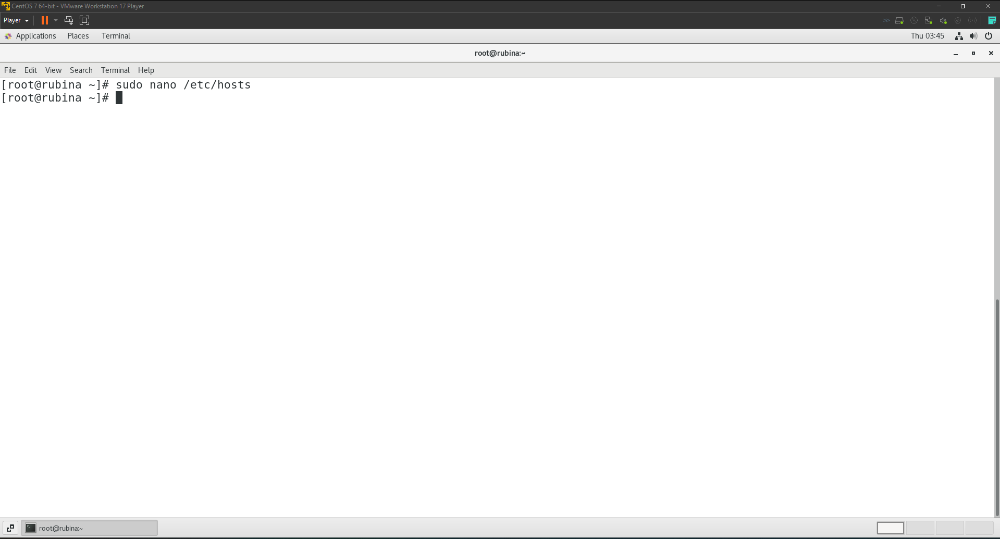 CentOS 7 64-bit - VMware Workstation 17 Player
Player
Applications Places Terminal Thu 03:45
root@rubina:~
File Edit View Search Terminal Help
[root@rubina ~]# sudo nano /etc/hosts
[root@rubina ~]#
root@rubina:~